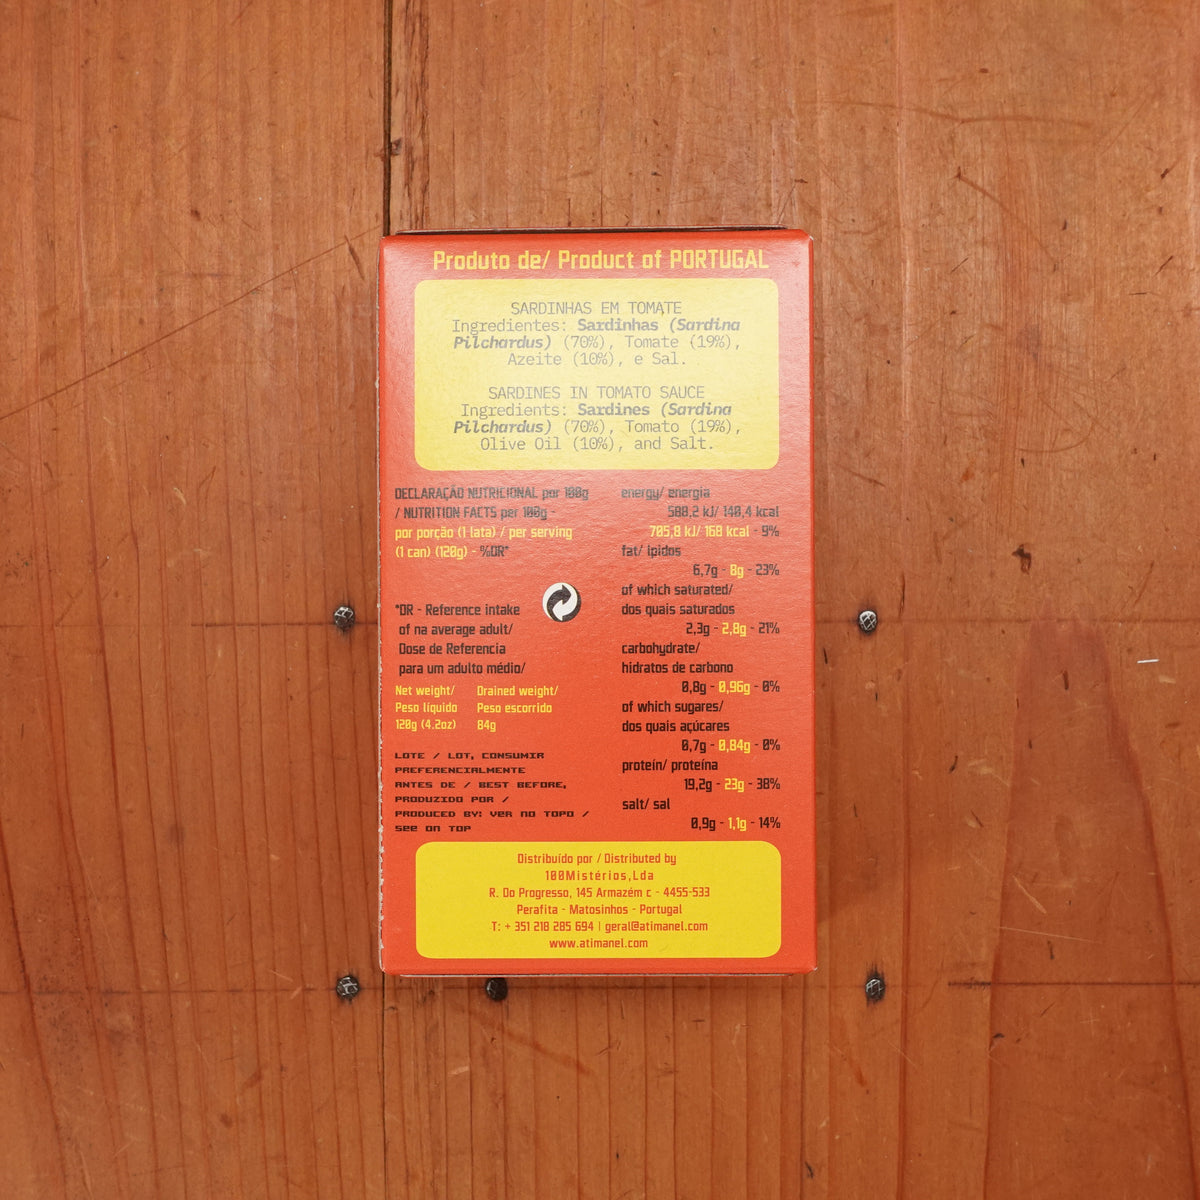 Produto de/ Product of PORTUGAL
SARDINHAS EM TOMATE
Ingredientes: Sardinhas (Sardina
Pilchardus) (70%), Tomate (19%),
Azeite (10%), e Sal.
SARDINES IN TOMATO SAUCE
Ingredients: Sardines (Sardina
Pilchardus) (70%), Tomato (19%),
Olive Oil (10%), and Salt.
DECLARAÇÃO NUTRICIONAL por 100g
/ NUTRITION FACTS per 100g -
por porção (1 lata) / per serving
(1 can) (120g) - %DR*
*DR - Reference intake
of na average adult/
Dose de Referencia
para um adulto médio/
Net weight/
Peso líquido
120g (4.2oz)
Drained weight/
Peso escorrido
84g
LOTE / LOT, CONSUMIR
PREFERENCIALMENTE
ANTES DE / BEST BEFORE,
PRODUZIDO POR /
PRODUCED BY: VER NO TOPO /
see on TOP
energy/ energia
588,2 kJ/ 140,4 kcal
705,8 kJ/ 168 kcal - 9%
fat/ lpidos
6,7g - 8g - 23%
of which saturated/
dos quais saturados
2,3g - 2,8g - 21%
carbohydrate/
hidratos de carbono
0,8g - 0,96g - 0%
of which sugares/
dos quais açúcares
0,7g - 0,84g - 0%
protein/ proteína
19,2g - 23g - 38%
salt/ sal
0,9g - 1,1g - 14%
Distribuído por / Distributed by
100Mistérios,Lda
R. Do Progresso, 145 Armazém c - 4455-533
Perafita - Matosinhos - Portugal
T: + 351 218 285 694 | geral@atimanel.com
www.atimanel.com